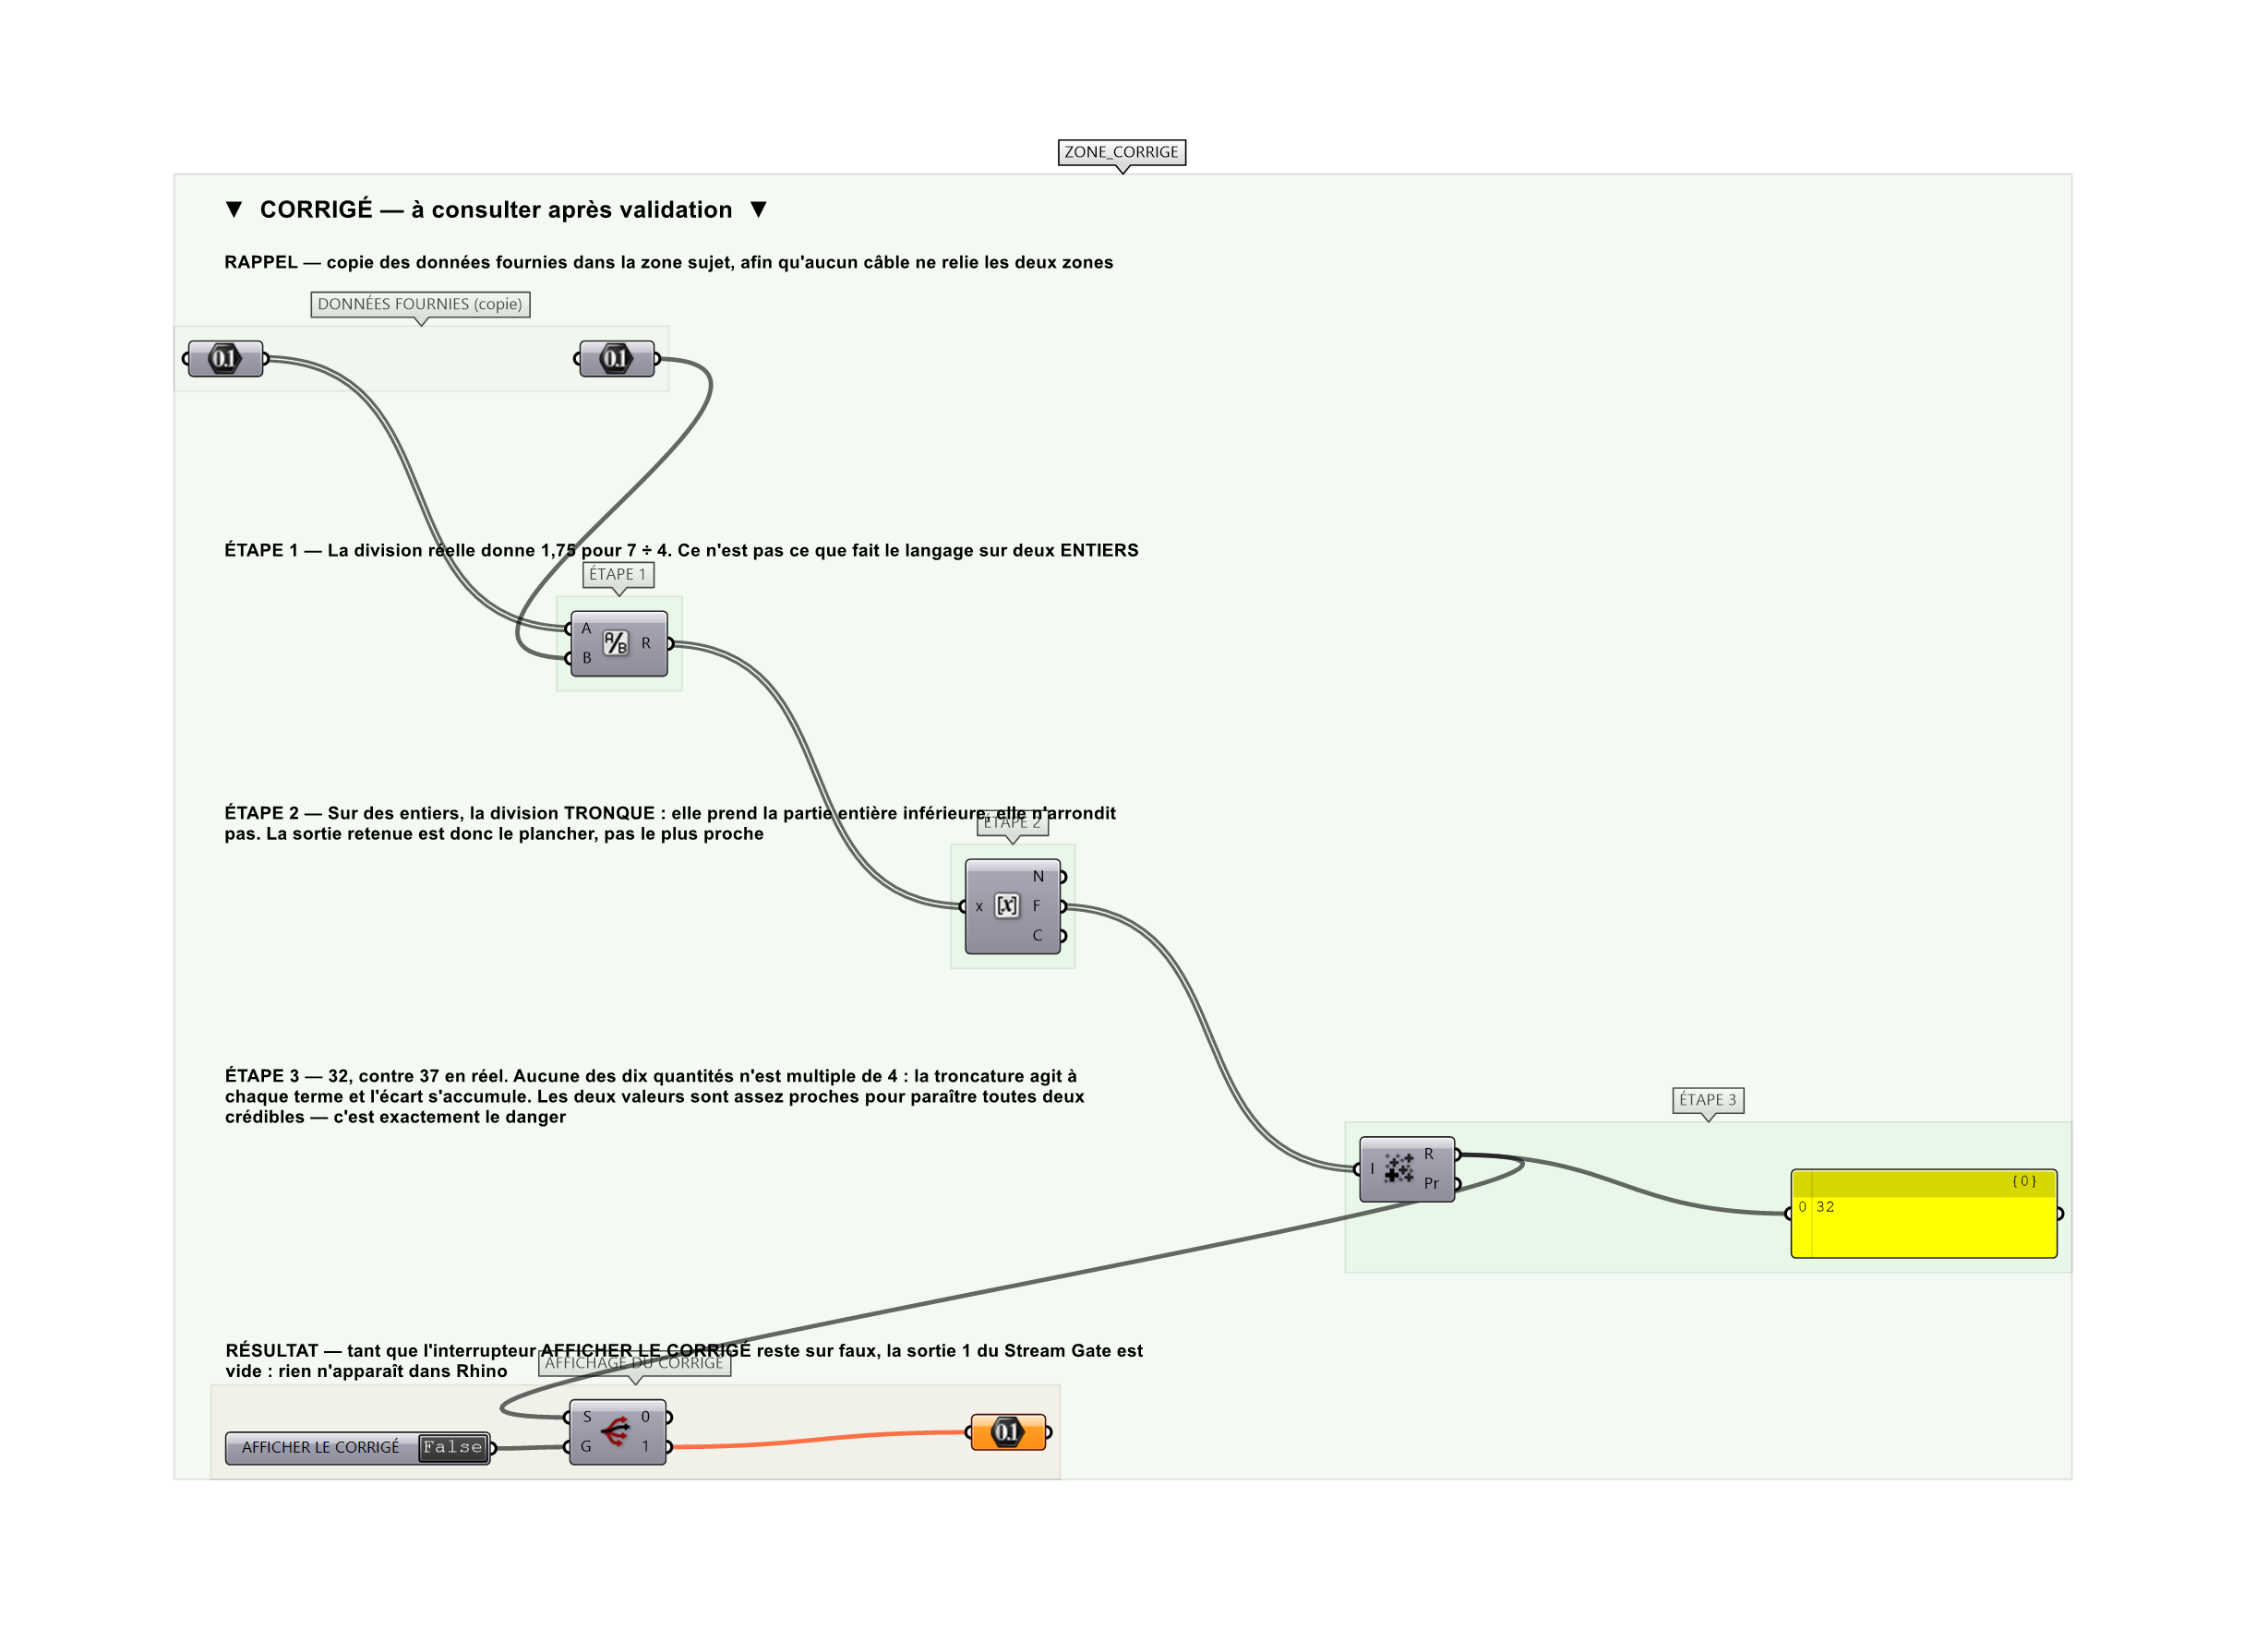 ZONE_CORRIGE
▼ CORRIGÉ — à consulter après validation ▼
RAPPEL — copie des données fournies dans la zone sujet, afin qu'aucun câble ne relie les deux zones
DONNÉES FOURNIES (copie)
0.1
0.1
ÉTAPE 1 — La division réelle donne 1,75 pour 7 ÷ 4. Ce n'est pas ce que fait le langage sur deux ENTIERS
ÉTAPE 1
A
A/B
R
B
ÉTAPE 2 — Sur des entiers, la division TRONQUE : elle prend la partie entière inférieure, elle n'arrondit
pas. La sortie retenue est donc le plancher, pas le plus proche
ÉTAPE 2
N
x
[x]
F
C
ÉTAPE 3 — 32, contre 37 en réel. Aucune des dix quantités n'est multiple de 4 : la troncature agit à
chaque terme et l'écart s'accumule. Les deux valeurs sont assez proches pour paraître toutes deux
crédibles — c'est exactement le danger
ÉTAPE 3
R
I
Pr
{0}
0 32
RÉSULTAT — tant que l'interrupteur AFFICHER LE CORRIGÉ reste sur faux, la sortie 1 du Stream Gate est
vide : rien n'apparaît dans Rhino
AFFICHAGE DU CORRIGÉ
S 0
G 1
AFFICHER LE CORRIGÉ False
0.1